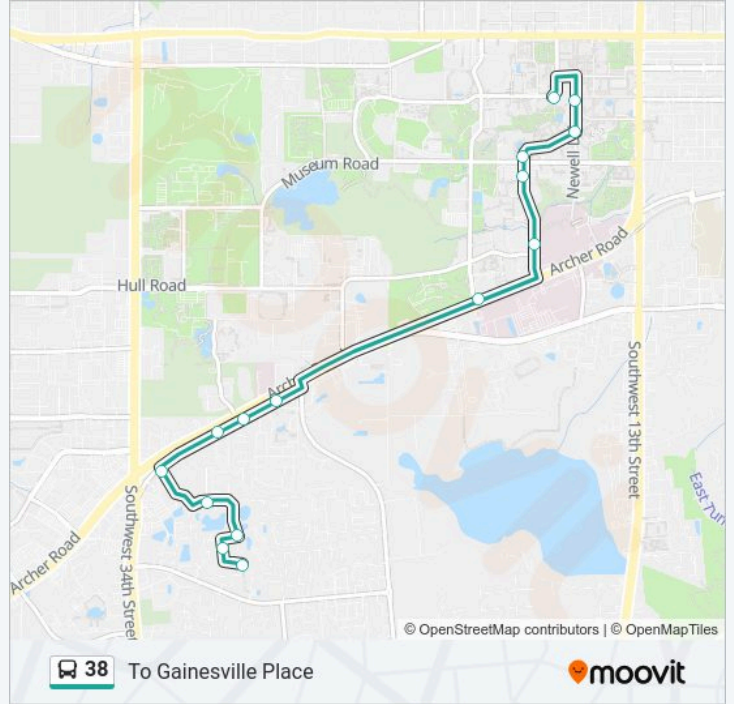 Museum Road
Newell D
Archer Road
Hull Road
Arch
Southwest 13th Street
East-Tun
Southwest 34th Street
Archer Road
© OpenStreetMap contributors | © OpenMapTiles
38 To Gainesville Place
moovit